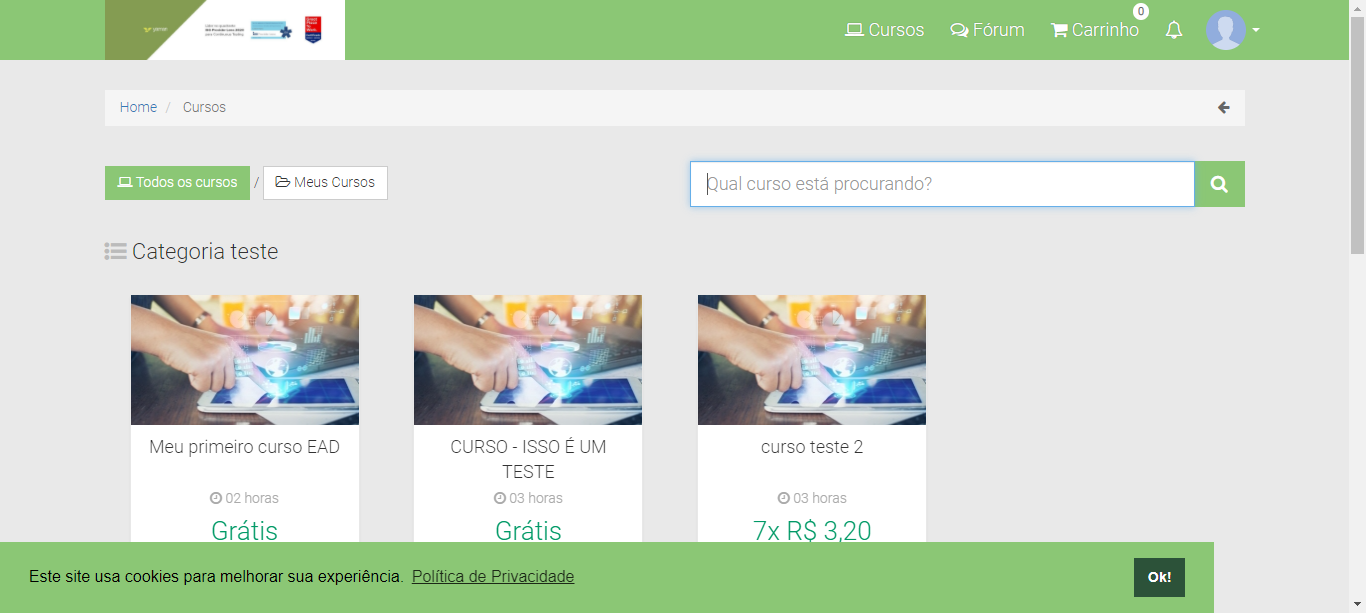 Cursos
Fórum
Carrinho
0
Home / Cursos
Todos os cursos / Meus Cursos
Qual curso está procurando?
Categoria teste
Meu primeiro curso EAD
02 horas
Grátis
CURSO - ISSO É UM
TESTE
03 horas
Grátis
curso teste 2
03 horas
7x R$ 3,20
Este site usa cookies para melhorar sua experiência. Política de Privacidade
Ok!